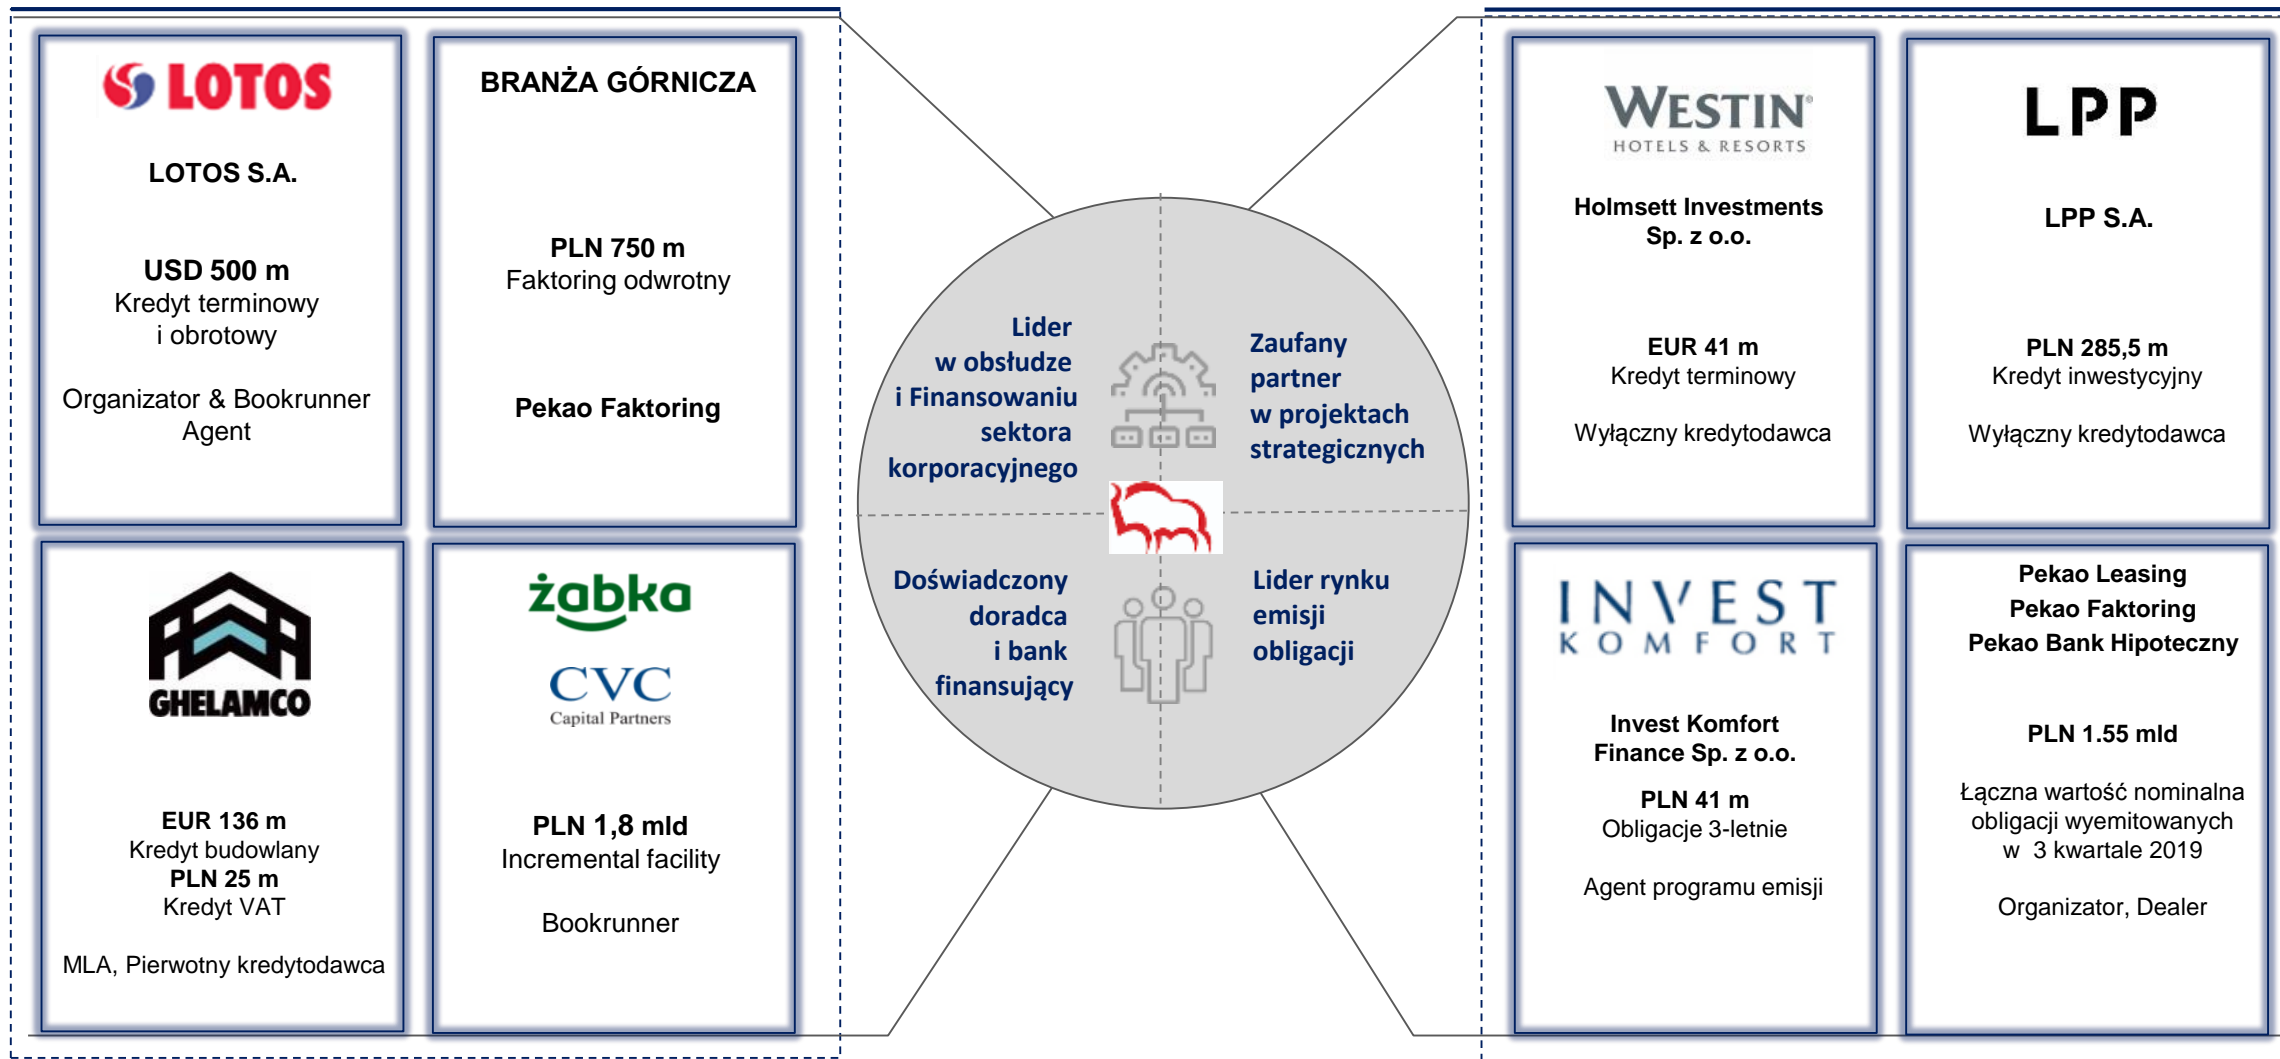 LOTOS
LOTOS S.A.
USD 500 m
Kredyt terminowy
i obrotowy
Organizator & Bookrunner
Agent
BRANŻA GÓRNICZA
PLN 750 m
Faktoring odwrotny
Pekao Faktoring
GHELAMCO
EUR 136 m
Kredyt budowlany
PLN 25 m
Kredyt VAT
MLA, Pierwotny kredytodawca
żabka
CVC
Capital Partners
PLN 1,8 mld
Incremental facility
Bookrunner
Lider
w obsłudze
i Finansowaniu
sektora
korporacyjnego
Zaufany
partner
w projektach
strategicznych
Doświadczony
doradca
i bank
finansujący
Lider rynku
emisji
obligacji
WESTIN®
HOTELS & RESORTS
Holmsett Investments
Sp. z o.o.
EUR 41 m
Kredyt terminowy
Wyłączny kredytodawca
LPP
LPP S.A.
PLN 285,5 m
Kredyt inwestycyjny
Wyłączny kredytodawca
INVEST
KOMFORT
Invest Komfort
Finance Sp. z o.o.
PLN 41 m
Obligacje 3-letnie
Agent programu emisji
Pekao Leasing
Pekao Faktoring
Pekao Bank Hipoteczny
PLN 1.55 mld
Łączna wartość nominalna
obligacji wyemitowanych
w 3 kwartale 2019
Organizator, Dealer